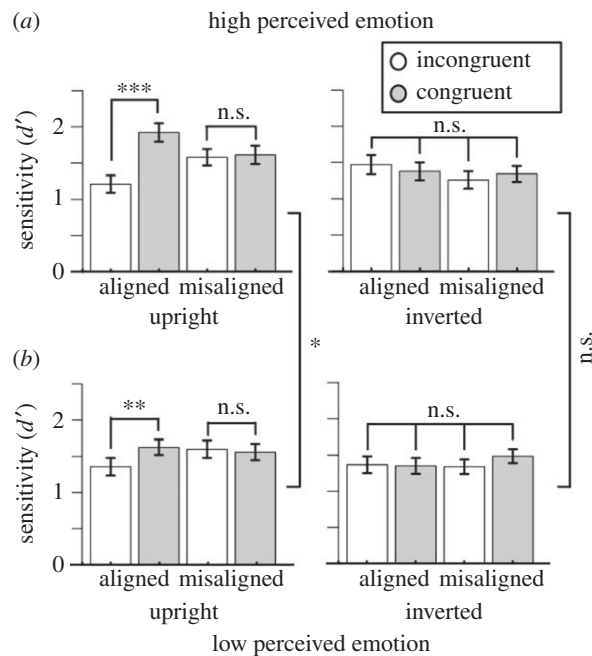 (a) high perceived emotion
incongruent
congruent
sensitivity (d′)
2
1
0
***
n.s.
n.s.
aligned misaligned
upright
aligned misaligned
inverted
*
n.s.
(b)
sensitivity (d′)
2
1
0
**
n.s.
n.s.
aligned misaligned
upright
aligned misaligned
inverted
low perceived emotion